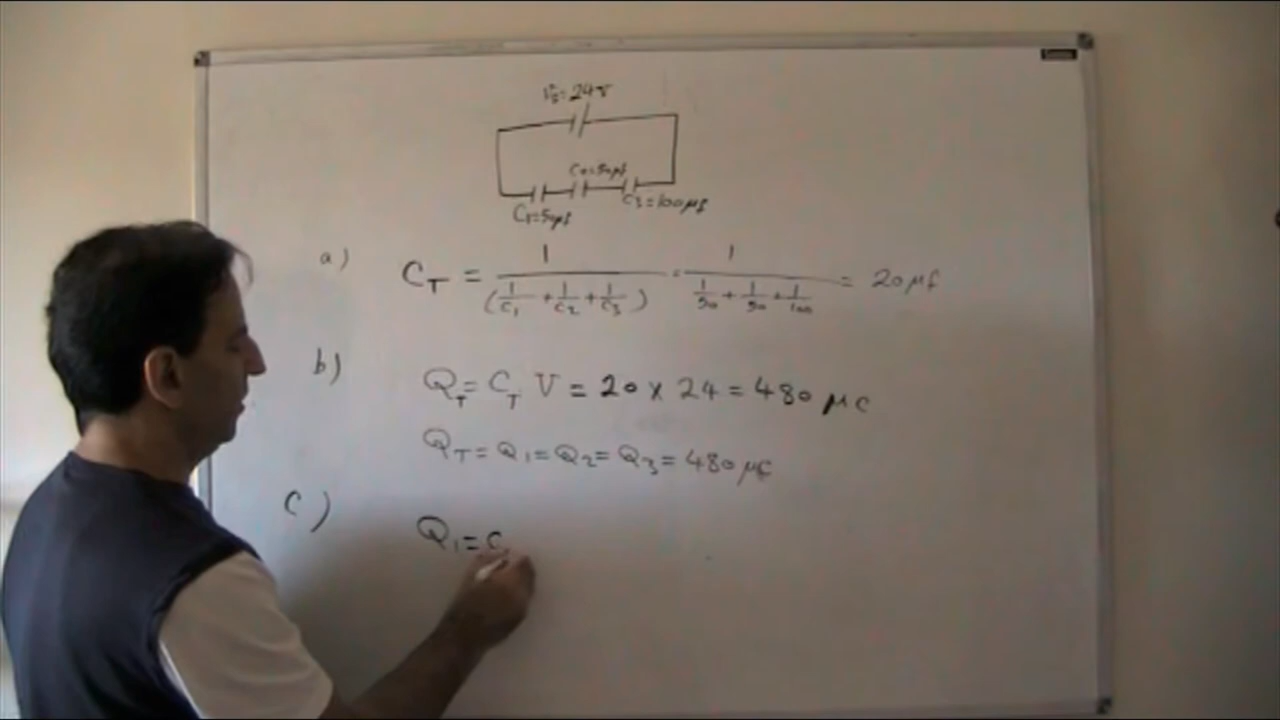 Vs=24V
C2=50μf
C1=50μf
C3=100μf
a) CT = 1/(1/C1 + 1/C2 + 1/C3) = 1/(1/50 + 1/50 + 1/100) = 20μf
b) QT = CT V = 20 x 24 = 480 μc
QT = Q1 = Q2 = Q3 = 480 μc
c) Q1 = C